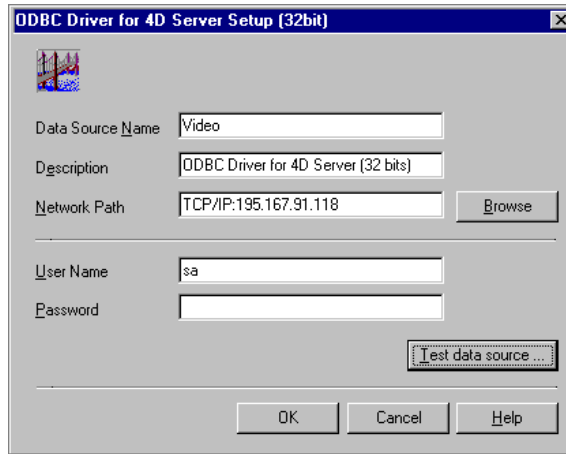 ODBC Driver for 4D Server Setup (32bit)
Data Source Name Video
Description ODBC Driver for 4D Server (32 bits)
Network Path TCP/IP:195.167.91.118 Browse
User Name sa
Password
Test data source ...
OK Cancel Help